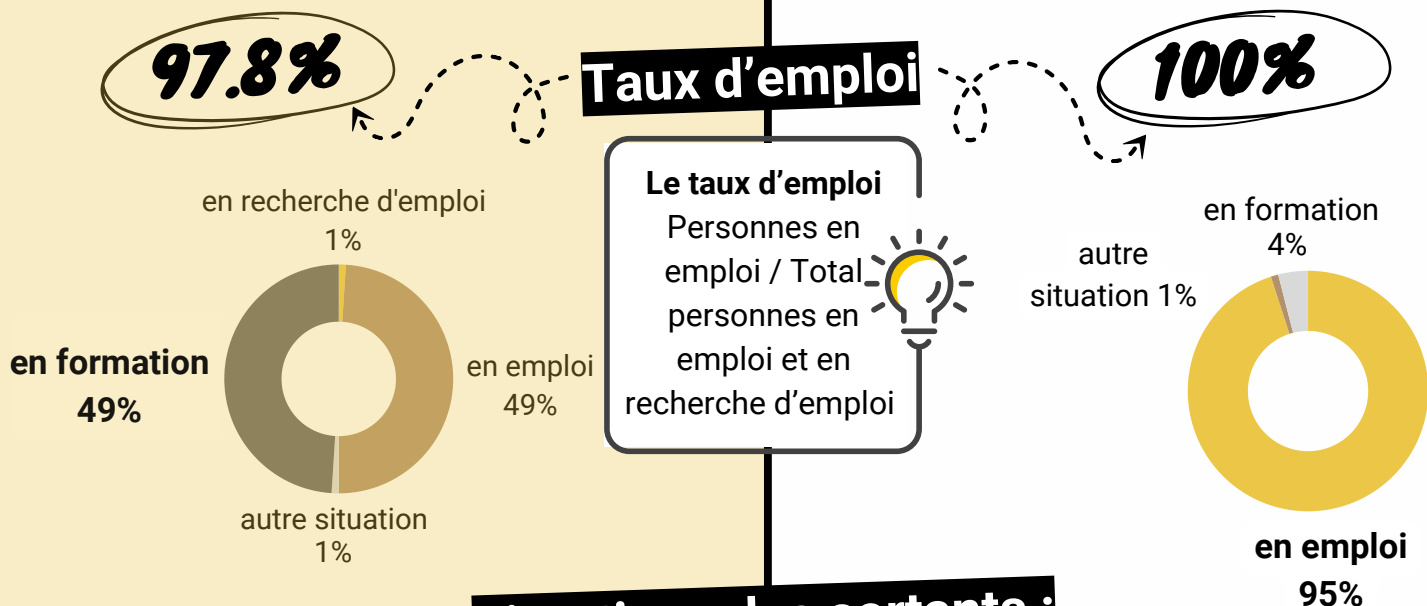 97.8%
Taux d’emploi
100%
en recherche d'emploi
1%
en formation
49%
en emploi
49%
autre situation
1%
Le taux d’emploi
Personnes en
emploi / Total
personnes en
emploi et en
recherche d’emploi
en formation
4%
autre
situation 1%
en emploi
95%
sortants :